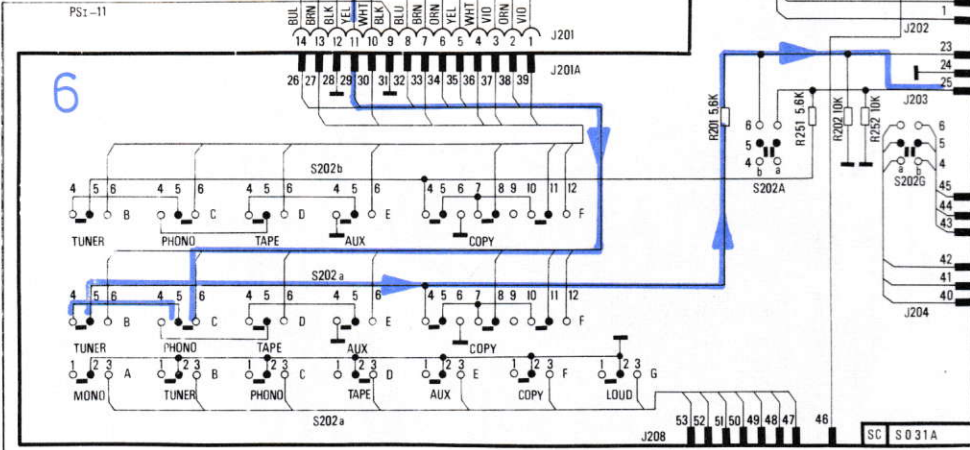 PSı-11
BUL BRN BLK YEL WHT BLK BLU BRN ORN YEL WHT VIO ORN VIO
14 13 12 11 10 9 8 7 6 5 4 3 2 1 J201
J201A
26 27 28 29 30 31 32 33 34 35 36 37 38 39
1
J202
23
24
25
J203
6
R201 5.6K
R251 5.6K
R202 10K
R252 10K
6
5
4
b a
S202A
6
5
4
a b
S202G
45
44
43
42
41
40
J204
S202b
4 5 6 4 5 6 4 5 6 4 5 6 4 5 6 7 8 9 10 11 12
B C D E F
TUNER PHONO TAPE AUX COPY
S202a
4 5 6 4 5 6 4 5 6 4 5 6 4 5 6 7 8 9 10 11 12
B C D E F
TUNER PHONO TAPE AUX COPY
1 2 3 A 1 2 3 B 1 2 3 C 1 2 3 D 1 2 3 E 1 2 3 F 1 2 3 G
MONO TUNER PHONO TAPE AUX COPY LOUD
S202a
J208
53 52 51 50 49 48 47 46
SC S031A